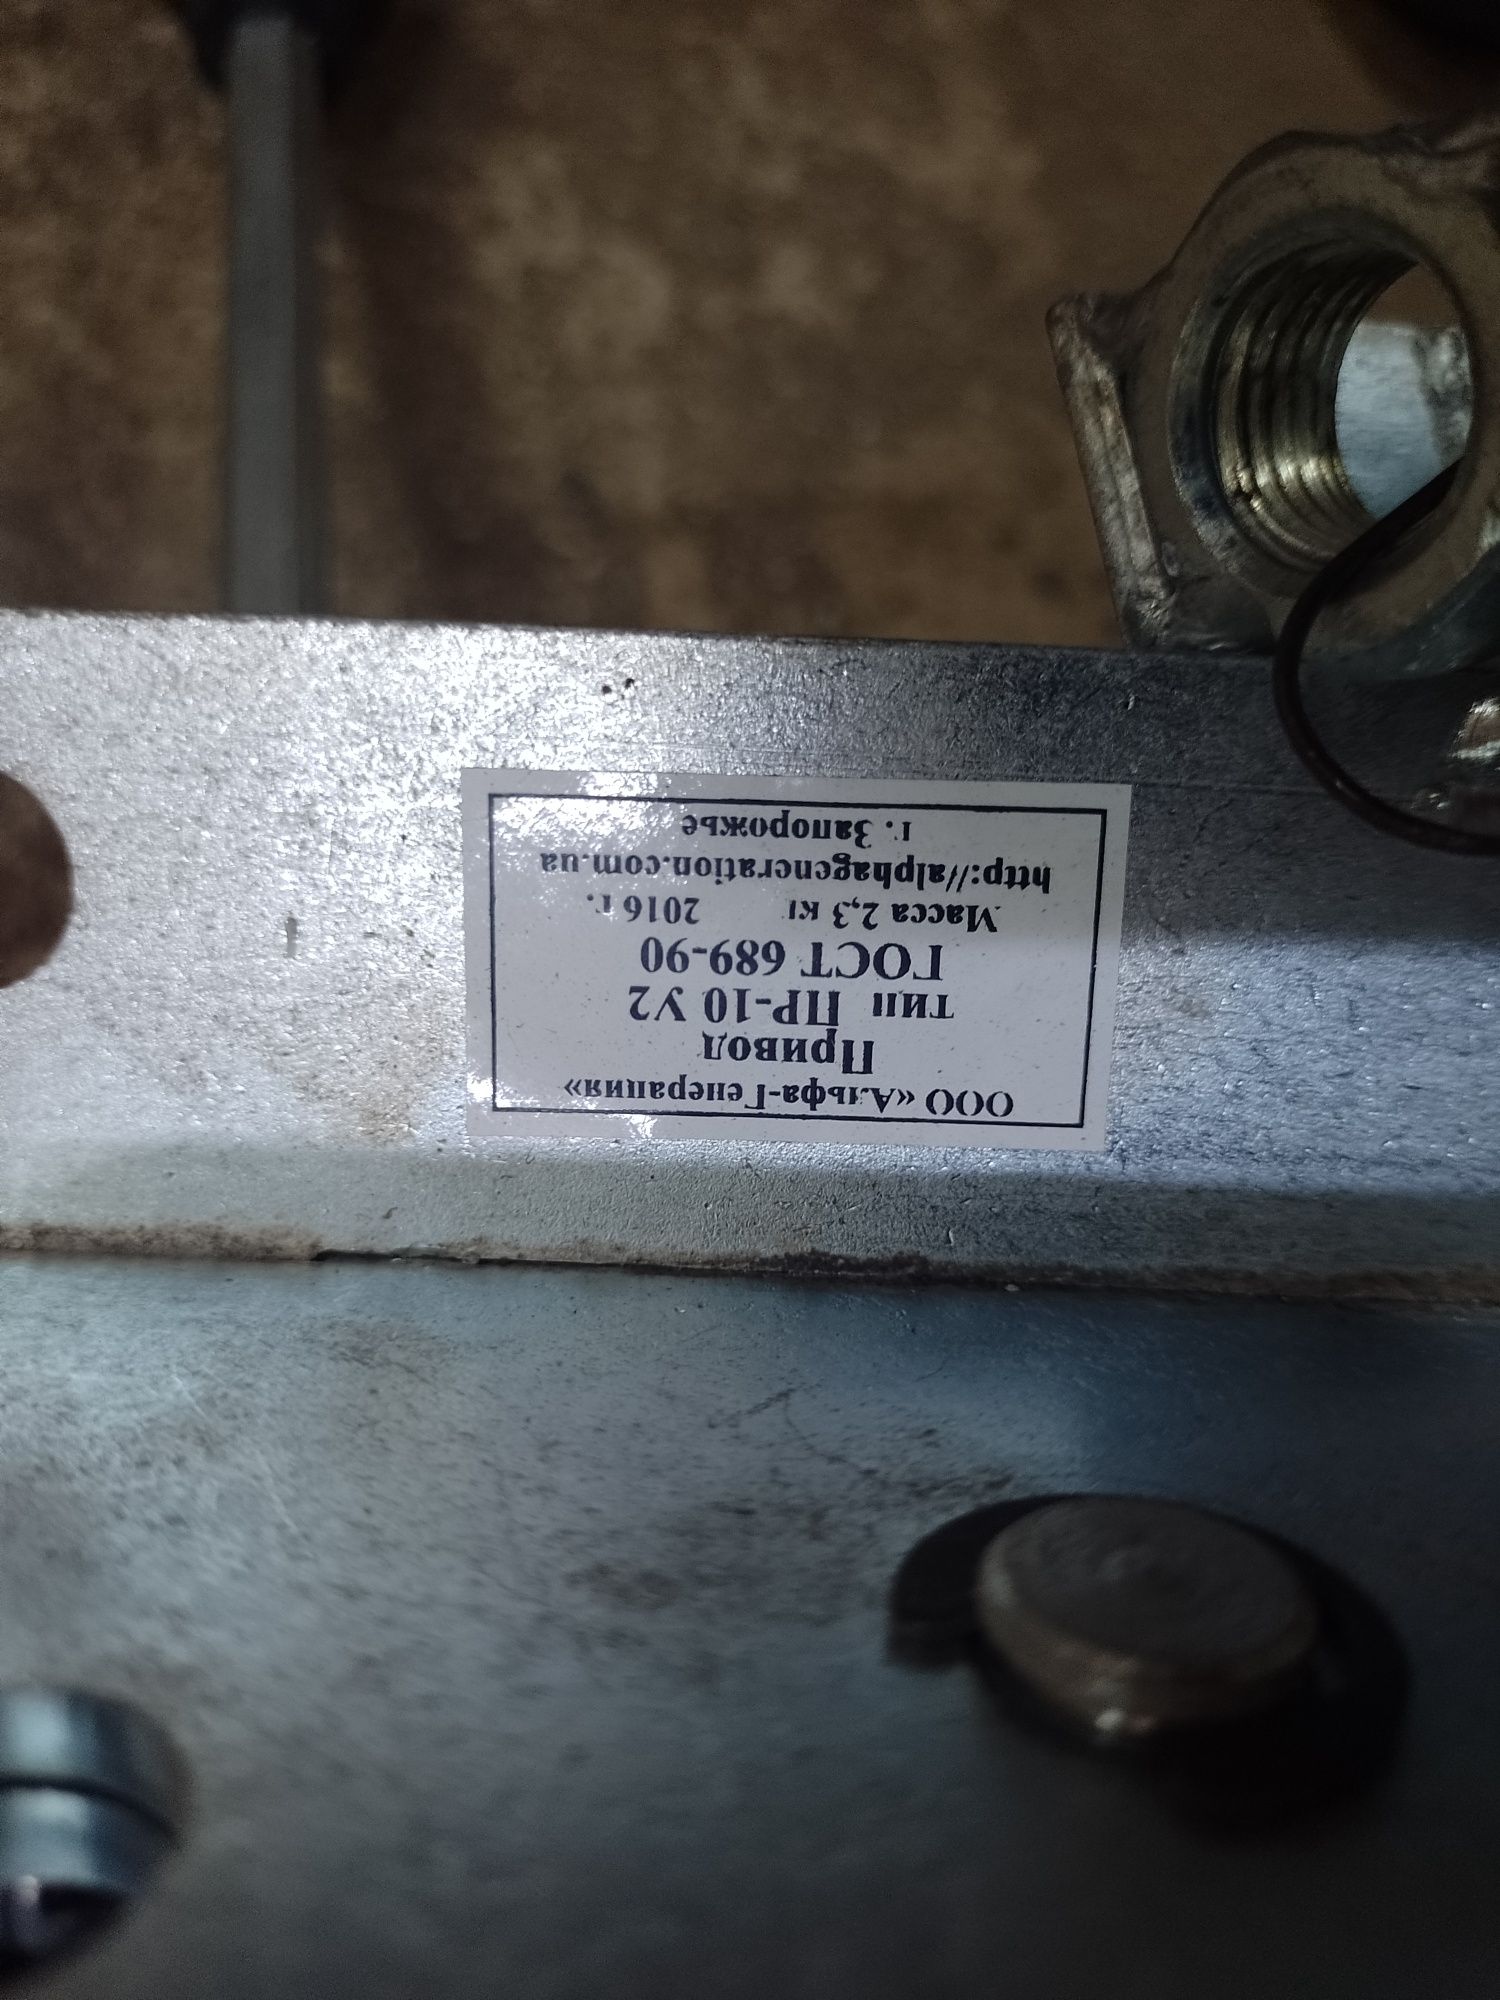 ООО «Альфа-Генерация»
Привод
тип ПР-10 У2
ГОСТ 689-90
Масса 2,3 кг 2016 г.
http://alphageneration.com.ua
г. Запорожье